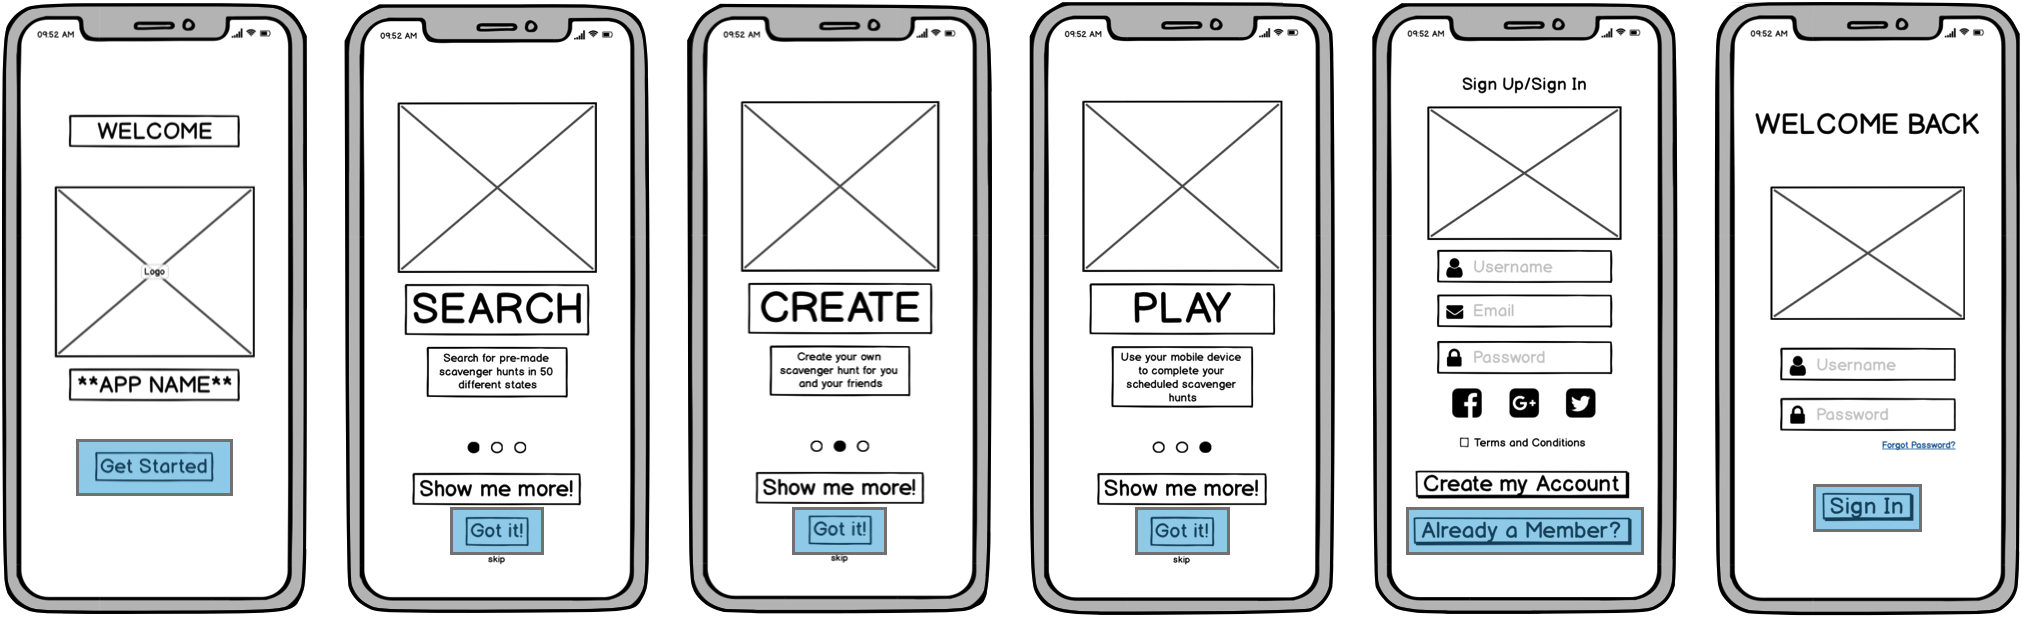 09:52 AM
WELCOME
Logo
**APP NAME**
Get Started
09:52 AM
SEARCH
Search for pre-made
scavenger hunts in 50
different states
Show me more!
Got it!
skip
09:52 AM
CREATE
Create your own
scavenger hunt for you
and your friends
Show me more!
Got it!
skip
09:52 AM
PLAY
Use your mobile device
to complete your
scheduled scavenger
hunts
Show me more!
Got it!
skip
09:52 AM
Sign Up/Sign In
Username
Email
Password
Terms and Conditions
Create my Account
Already a Member?
09:52 AM
WELCOME BACK
Username
Password
Forgot Password?
Sign In